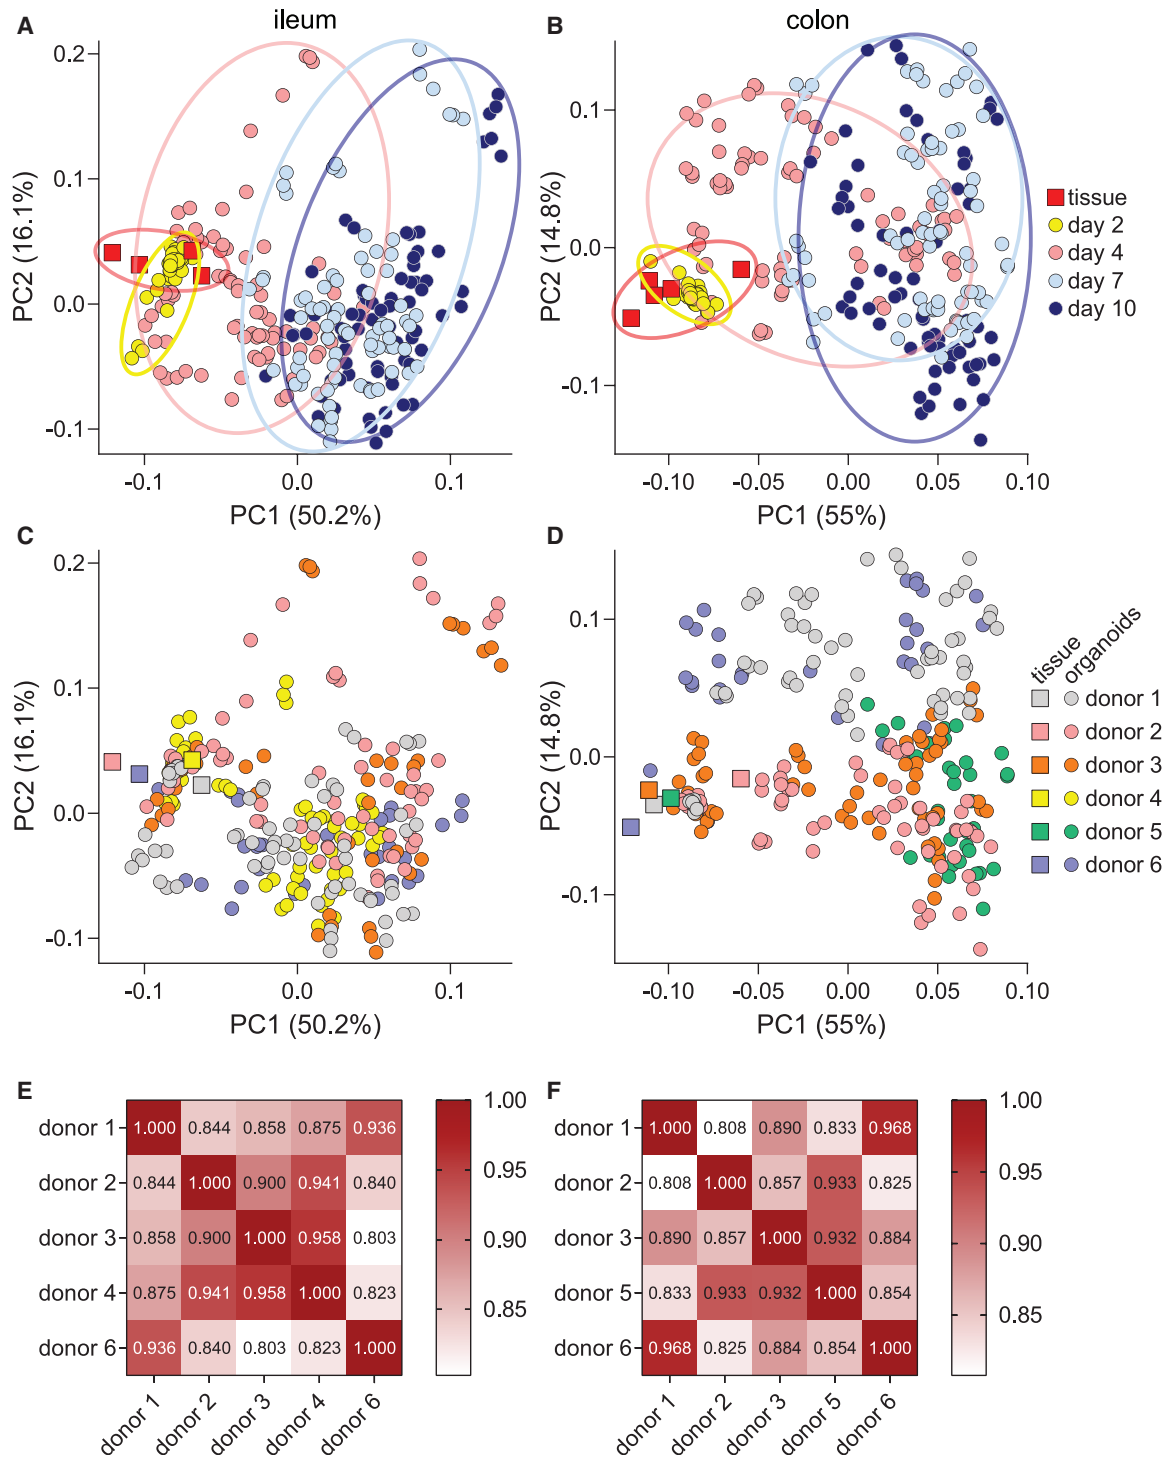 A
ileum
B
colon
0.2
0.1
0.0
-0.1
PC2 (16.1%)
-0.1
0.0
0.1
PC1 (50.2%)
0.1
0.0
-0.1
PC2 (14.8%)
-0.10
-0.05
0.00
0.05
0.10
PC1 (55%)
tissue
day 2
day 4
day 7
day 10
C
D
0.2
0.1
0.0
-0.1
PC2 (16.1%)
-0.1
0.0
0.1
PC1 (50.2%)
0.1
0.0
-0.1
PC2 (14.8%)
-0.10
-0.05
0.00
0.05
0.10
PC1 (55%)
tissue
organoids
donor 1
donor 2
donor 3
donor 4
donor 5
donor 6
E
donor 1 1.000 0.844 0.858 0.875 0.936
donor 2 0.844 1.000 0.900 0.941 0.840
donor 3 0.858 0.900 1.000 0.958 0.803
donor 4 0.875 0.941 0.958 1.000 0.823
donor 6 0.936 0.840 0.803 0.823 1.000
donor 1 donor 2 donor 3 donor 4 donor 6
1.00
0.95
0.90
0.85
F
donor 1 1.000 0.808 0.890 0.833 0.968
donor 2 0.808 1.000 0.857 0.933 0.825
donor 3 0.890 0.857 1.000 0.932 0.884
donor 5 0.833 0.933 0.932 1.000 0.854
donor 6 0.968 0.825 0.884 0.854 1.000
donor 1 donor 2 donor 3 donor 5 donor 6
1.00
0.95
0.90
0.85